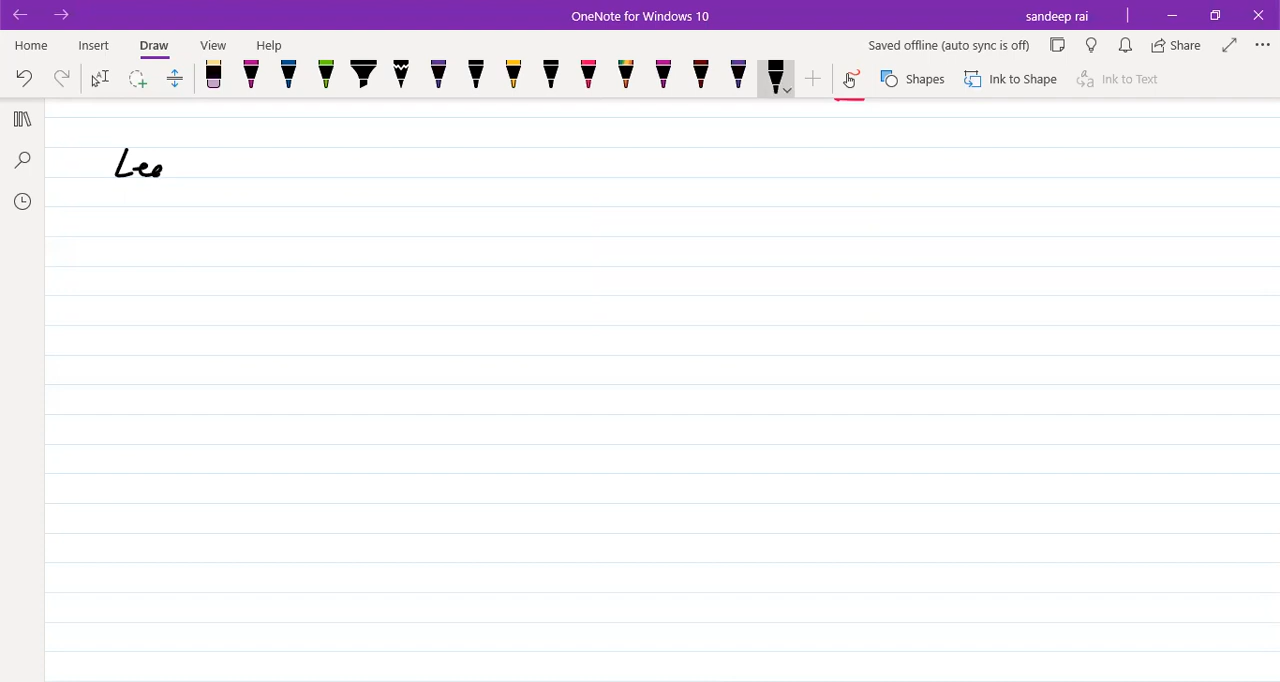 OneNote for Windows 10
sandeep rai
Home Insert Draw View Help
Saved offline (auto sync is off)
Share
Shapes
Ink to Shape
Ink to Text
Lea